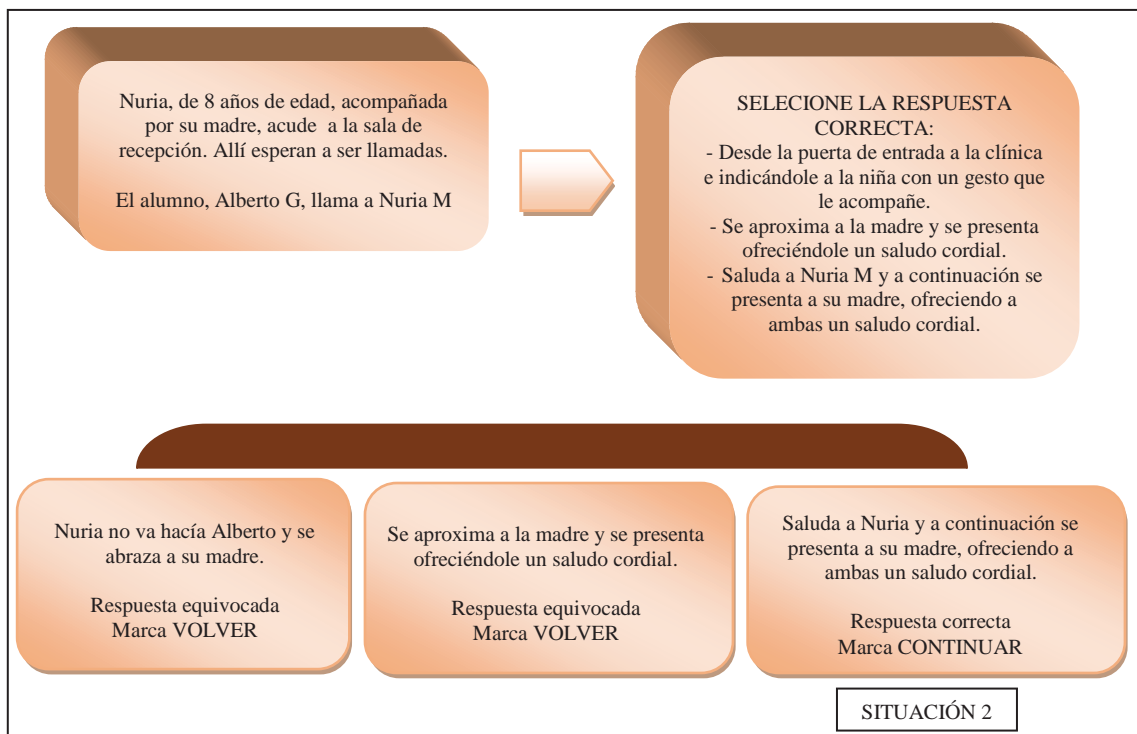 Nuria, de 8 años de edad, acompañada
por su madre, acude a la sala de
recepción. Allí esperan a ser llamadas.
El alumno, Alberto G, llama a Nuria M
SELECIONE LA RESPUESTA
CORRECTA:
- Desde la puerta de entrada a la clínica
e indicándole a la niña con un gesto que
le acompañe.
- Se aproxima a la madre y se presenta
ofreciéndole un saludo cordial.
- Saluda a Nuria M y a continuación se
presenta a su madre, ofreciendo a
ambas un saludo cordial.
Nuria no va hacía Alberto y se
abraza a su madre.
Respuesta equivocada
Marca VOLVER
Se aproxima a la madre y se presenta
ofreciéndole un saludo cordial.
Respuesta equivocada
Marca VOLVER
Saluda a Nuria y a continuación se
presenta a su madre, ofreciendo a
ambas un saludo cordial.
Respuesta correcta
Marca CONTINUAR
SITUACIÓN 2